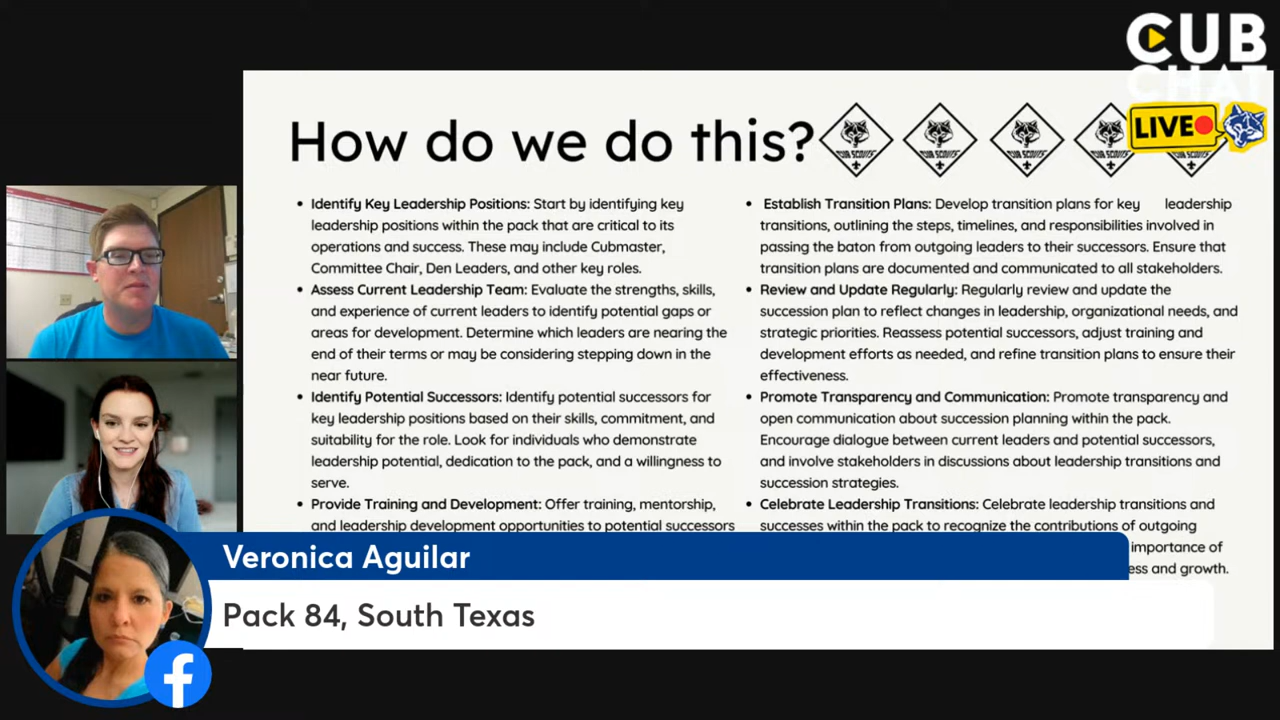 CUB
CHAT
LIVE
How do we do this?
CUB SCOUTS
CUB SCOUTS
CUB SCOUTS
CUB SCOUTS
CUB SCOUTS
• Identify Key Leadership Positions: Start by identifying key
leadership positions within the pack that are critical to its
operations and success. These may include Cubmaster,
Committee Chair, Den Leaders, and other key roles.
• Assess Current Leadership Team: Evaluate the strengths, skills,
and experience of current leaders to identify potential gaps or
areas for development. Determine which leaders are nearing the
end of their terms or may be considering stepping down in the
near future.
• Identify Potential Successors: Identify potential successors for
key leadership positions based on their skills, commitment, and
suitability for the role. Look for individuals who demonstrate
leadership potential, dedication to the pack, and a willingness to
serve.
• Provide Training and Development: Offer training, mentorship,
and leadership development opportunities to potential successors
• Establish Transition Plans: Develop transition plans for key leadership
transitions, outlining the steps, timelines, and responsibilities involved in
passing the baton from outgoing leaders to their successors. Ensure that
transition plans are documented and communicated to all stakeholders.
• Review and Update Regularly: Regularly review and update the
succession plan to reflect changes in leadership, organizational needs, and
strategic priorities. Reassess potential successors, adjust training and
development efforts as needed, and refine transition plans to ensure their
effectiveness.
• Promote Transparency and Communication: Promote transparency and
open communication about succession planning within the pack.
Encourage dialogue between current leaders and potential successors,
and involve stakeholders in discussions about leadership transitions and
succession strategies.
• Celebrate Leadership Transitions: Celebrate leadership transitions and
successes within the pack to recognize the contributions of outgoing
importance of
ess and growth.
Veronica Aguilar
Pack 84, South Texas